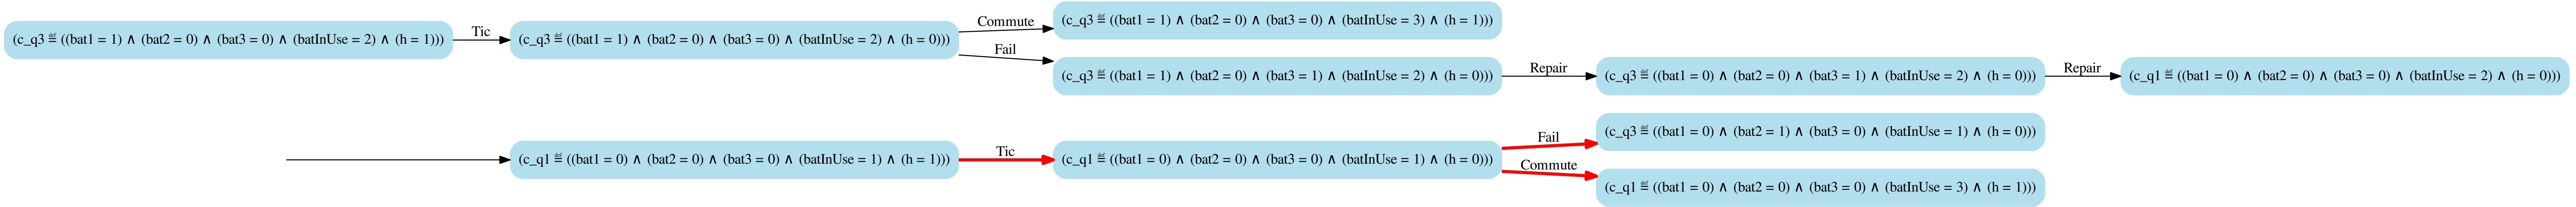 (c_q3 ≝ ((bat1 = 1) ∧ (bat2 = 0) ∧ (bat3 = 0) ∧ (batInUse = 2) ∧ (h = 1)))
Tic
(c_q3 ≝ ((bat1 = 1) ∧ (bat2 = 0) ∧ (bat3 = 0) ∧ (batInUse = 2) ∧ (h = 0)))
Commute
(c_q3 ≝ ((bat1 = 1) ∧ (bat2 = 0) ∧ (bat3 = 0) ∧ (batInUse = 3) ∧ (h = 1)))
Fail
(c_q3 ≝ ((bat1 = 1) ∧ (bat2 = 0) ∧ (bat3 = 1) ∧ (batInUse = 2) ∧ (h = 0)))
Repair
(c_q3 ≝ ((bat1 = 0) ∧ (bat2 = 0) ∧ (bat3 = 1) ∧ (batInUse = 2) ∧ (h = 0)))
Repair
(c_q1 ≝ ((bat1 = 0) ∧ (bat2 = 0) ∧ (bat3 = 0) ∧ (batInUse = 2) ∧ (h = 0)))
(c_q1 ≝ ((bat1 = 0) ∧ (bat2 = 0) ∧ (bat3 = 0) ∧ (batInUse = 1) ∧ (h = 1)))
Tic
(c_q1 ≝ ((bat1 = 0) ∧ (bat2 = 0) ∧ (bat3 = 0) ∧ (batInUse = 1) ∧ (h = 0)))
Fail
(c_q3 ≝ ((bat1 = 0) ∧ (bat2 = 1) ∧ (bat3 = 0) ∧ (batInUse = 1) ∧ (h = 0)))
Commute
(c_q1 ≝ ((bat1 = 0) ∧ (bat2 = 0) ∧ (bat3 = 0) ∧ (batInUse = 3) ∧ (h = 1)))